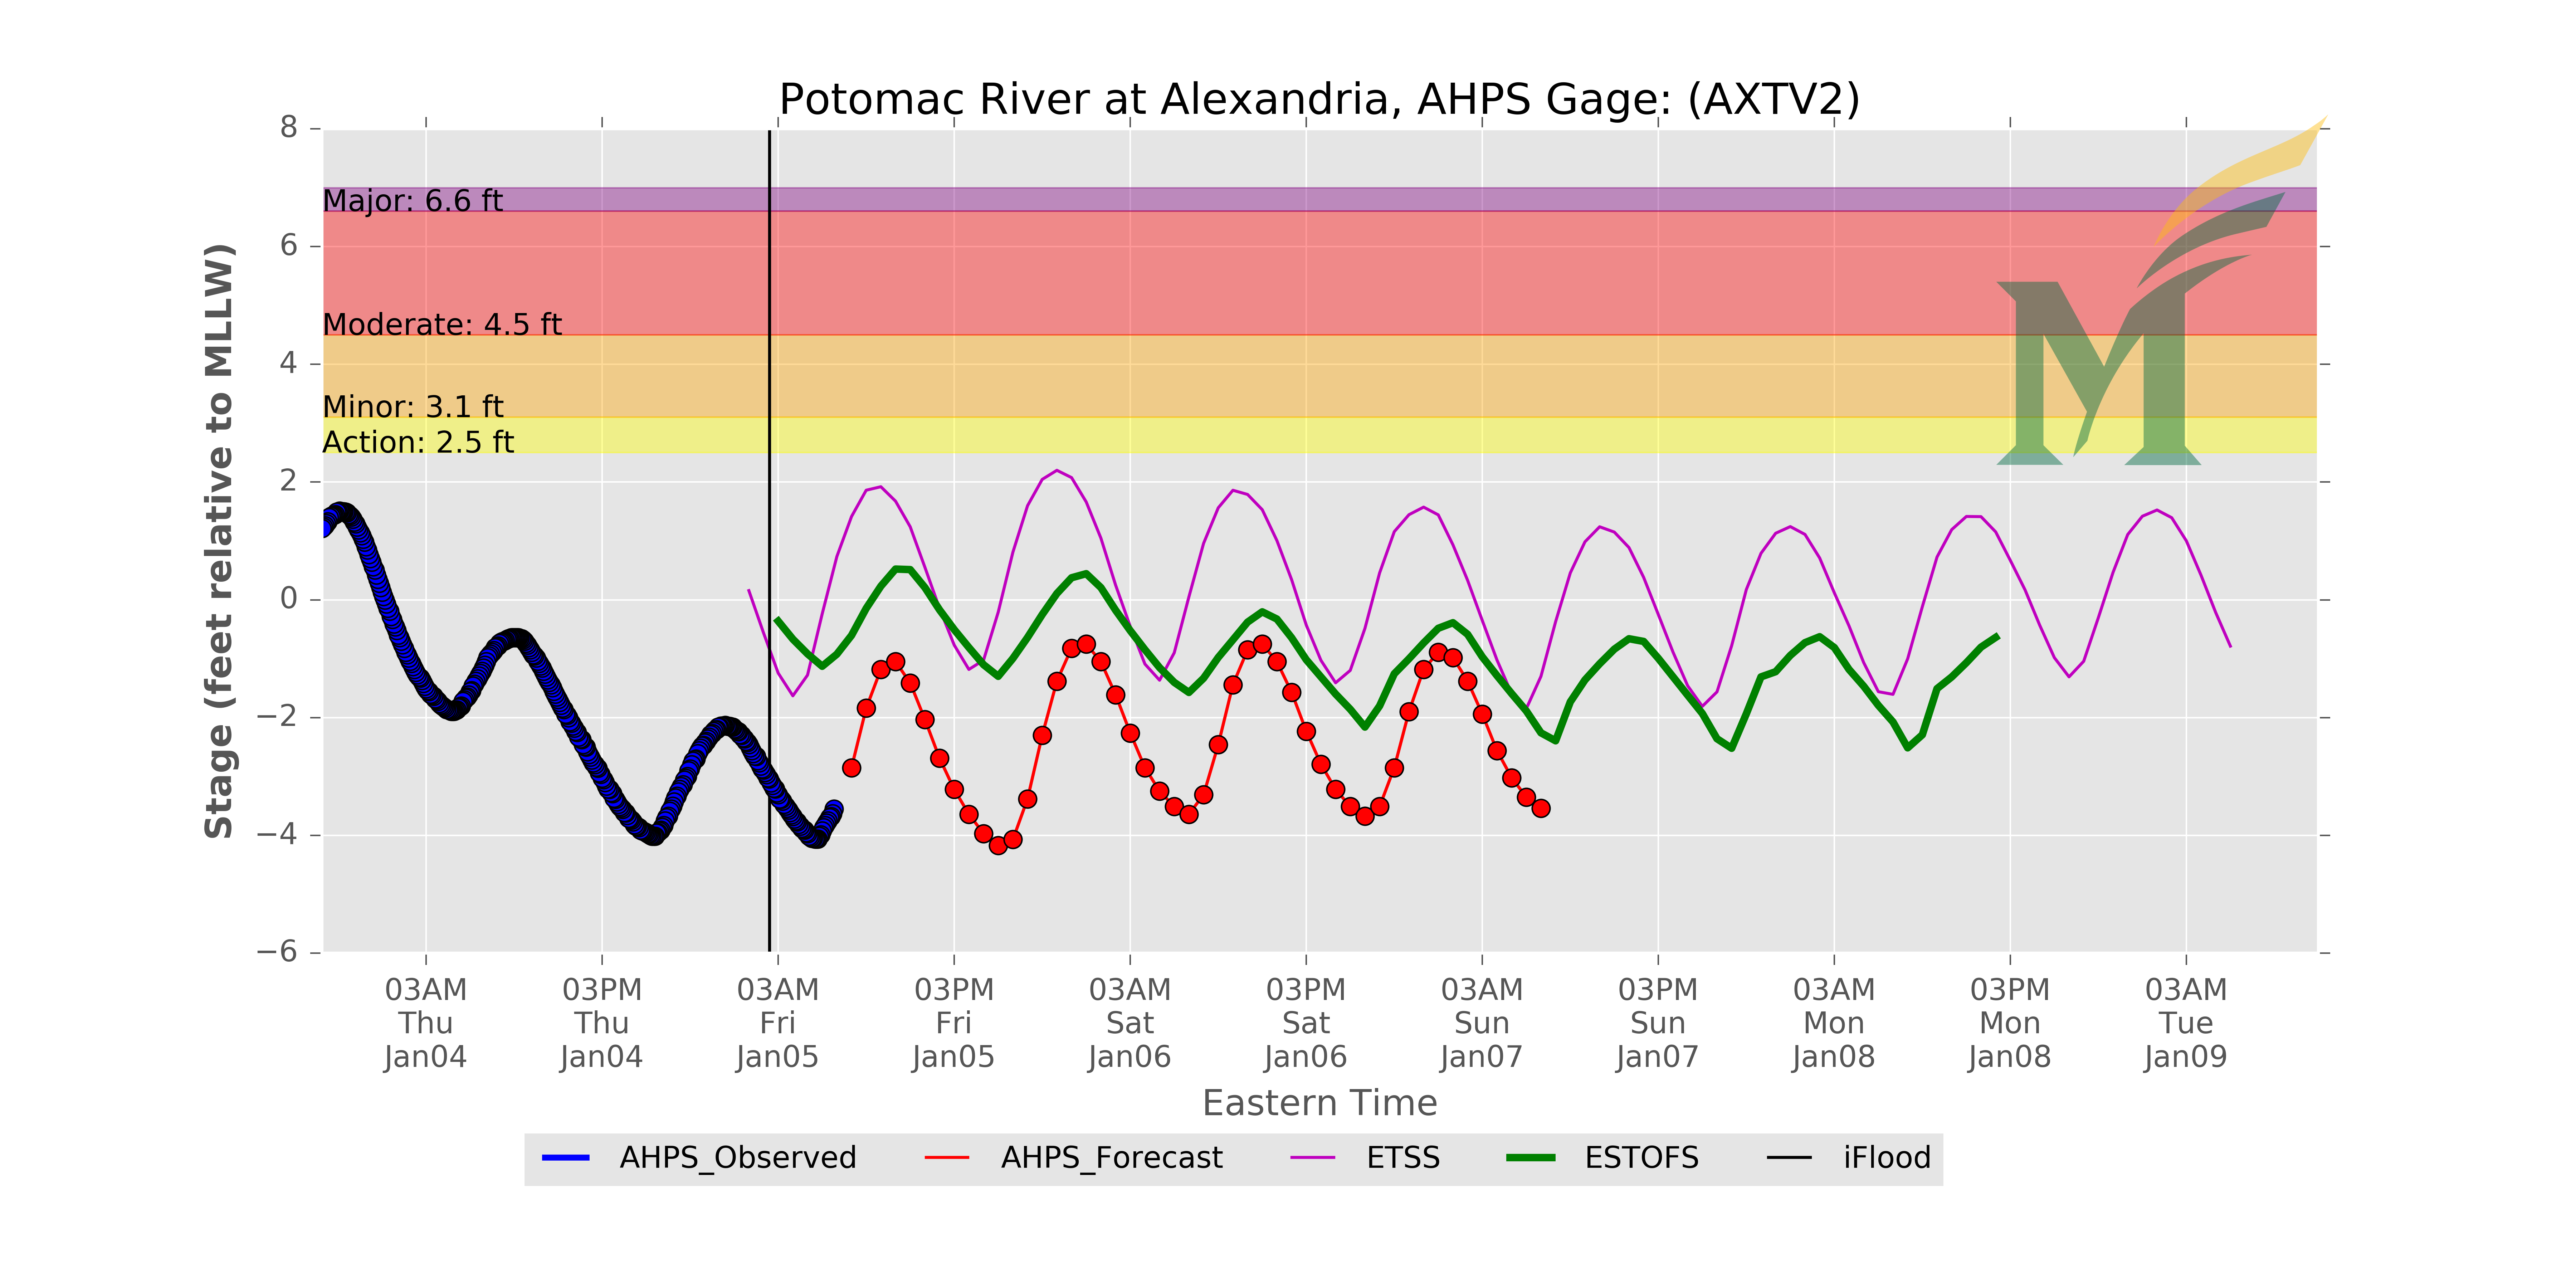 Potomac River at Alexandria, AHPS Gage: (AXTV2)
Stage (feet relative to MLLW)
8
6
4
2
0
−2
−4
−6
Major: 6.6 ft
Moderate: 4.5 ft
Minor: 3.1 ft
Action: 2.5 ft
M
03AM 03PM 03AM 03PM 03AM 03PM 03AM 03PM 03AM 03PM 03AM
Thu Thu Fri Fri Sat Sat Sun Sun Mon Mon Tue
Jan04 Jan04 Jan05 Jan05 Jan06 Jan06 Jan07 Jan07 Jan08 Jan08 Jan09
Eastern Time
AHPS_Observed AHPS_Forecast ETSS ESTOFS iFlood